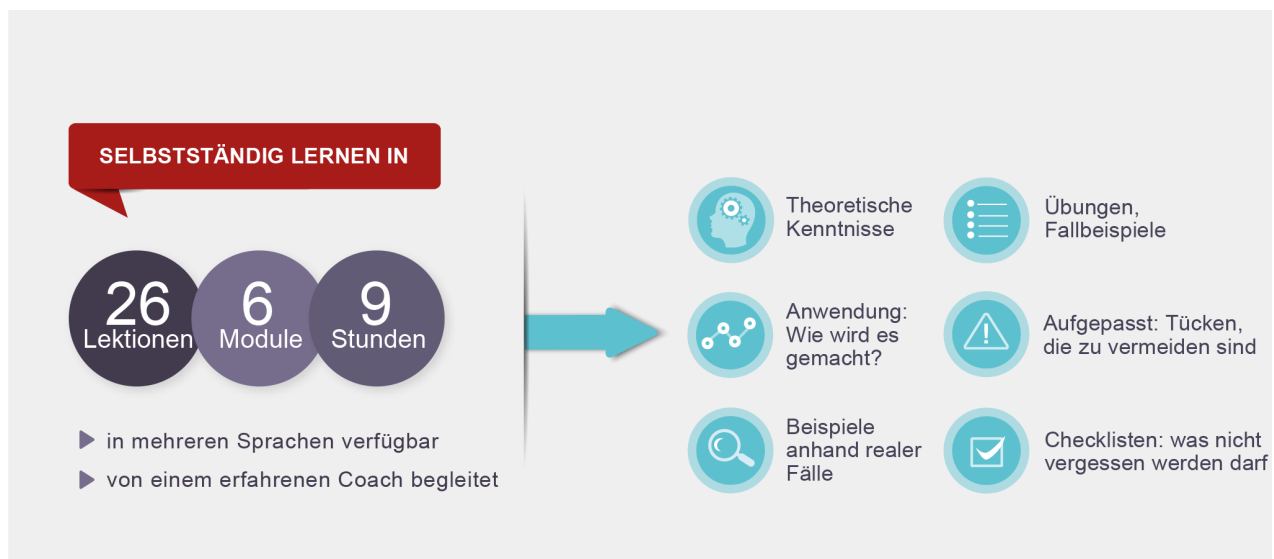 SELBSTSTÄNDIG LERNEN IN
26
Lektionen
6
Module
9
Stunden
in mehreren Sprachen verfügbar
von einem erfahrenen Coach begleitet
Theoretische
Kenntnisse
Anwendung:
Wie wird es
gemacht?
Beispiele
anhand realer
Fälle
Übungen,
Fallbeispiele
Aufgepasst: Tücken,
die zu vermeiden sind
Checklisten: was nicht
vergessen werden darf